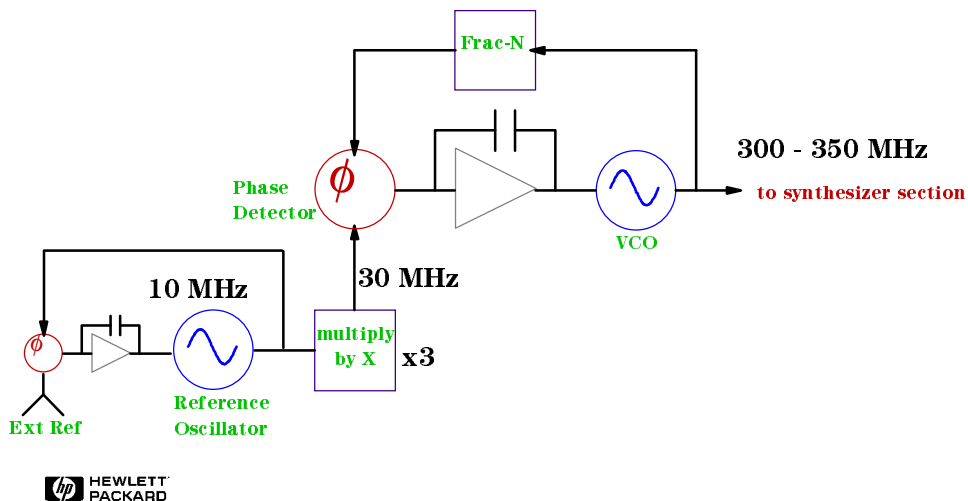 Frac-N
300 - 350 MHz
Phase
Detector
ϕ
to synthesizer section
VCO
10 MHz
30 MHz
ϕ
multiply
by X
x3
Ext Ref
Reference
Oscillator
hp
HEWLETT
PACKARD